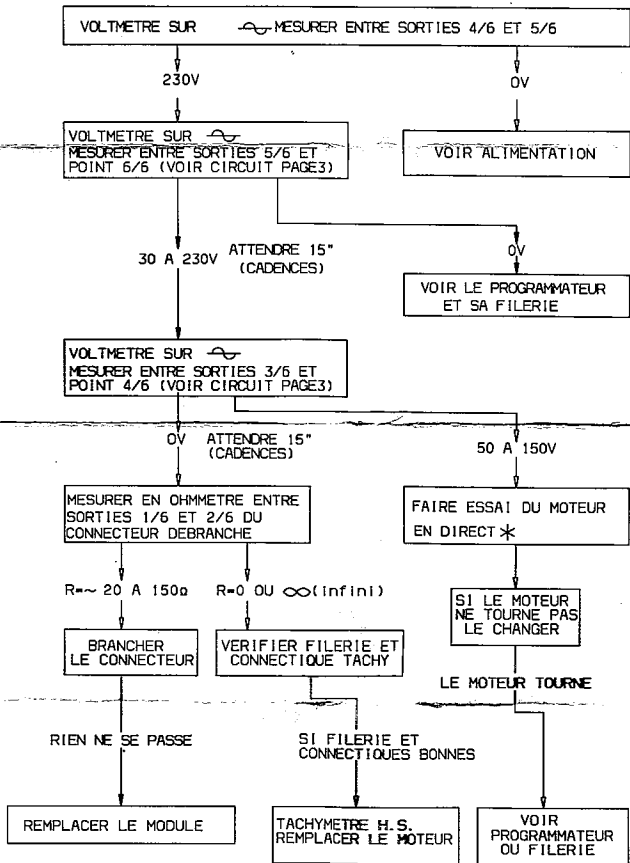 VOLTMETRE SUR MESURER ENTRE SORTIES 4/6 ET 5/6
230V
0V
VOLTMETRE SUR
MESURER ENTRE SORTIES 5/6 ET
POINT 6/6 (VOIR CIRCUIT PAGE3)
VOIR ALIMENTATION
30 A 230V
ATTENDRE 15"
(CADENCES)
0V
VOIR LE PROGRAMMATEUR
ET SA FILERIE
VOLTMETRE SUR
MESURER ENTRE SORTIES 3/6 ET
POINT 4/6 (VOIR CIRCUIT PAGE3)
0V
ATTENDRE 15"
(CADENCES)
50 A 150V
MESURER EN OHMMETRE ENTRE
SORTIES 1/6 ET 2/6 DU
CONNECTEUR DEBRANCHE
FAIRE ESSAI DU MOTEUR
EN DIRECT *
R=~ 20 A 150Ω
R=0 OU ∞(infini)
SI LE MOTEUR
NE TOURNE PAS
LE CHANGER
BRANCHER
LE CONNECTEUR
VERIFIER FILERIE ET
CONNECTIQUE TACHY
LE MOTEUR TOURNE
RIEN NE SE PASSE
SI FILERIE ET
CONNECTIQUES BONNES
REMPLACER LE MODULE
TACHYMETRE H.S.
REMPLACER LE MOTEUR
VOIR
PROGRAMMATEUR
OU FILERIE